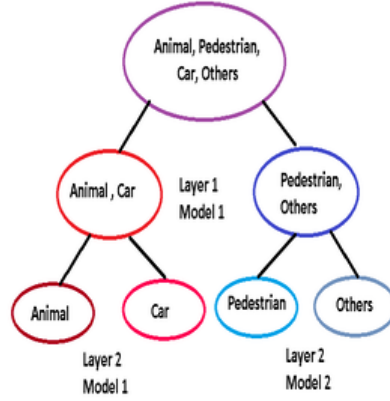 Animal, Pedestrian,
Car, Others
Animal , Car
Layer 1
Model 1
Pedestrian,
Others
Animal
Car
Pedestrian
Others
Layer 2
Model 1
Layer 2
Model 2